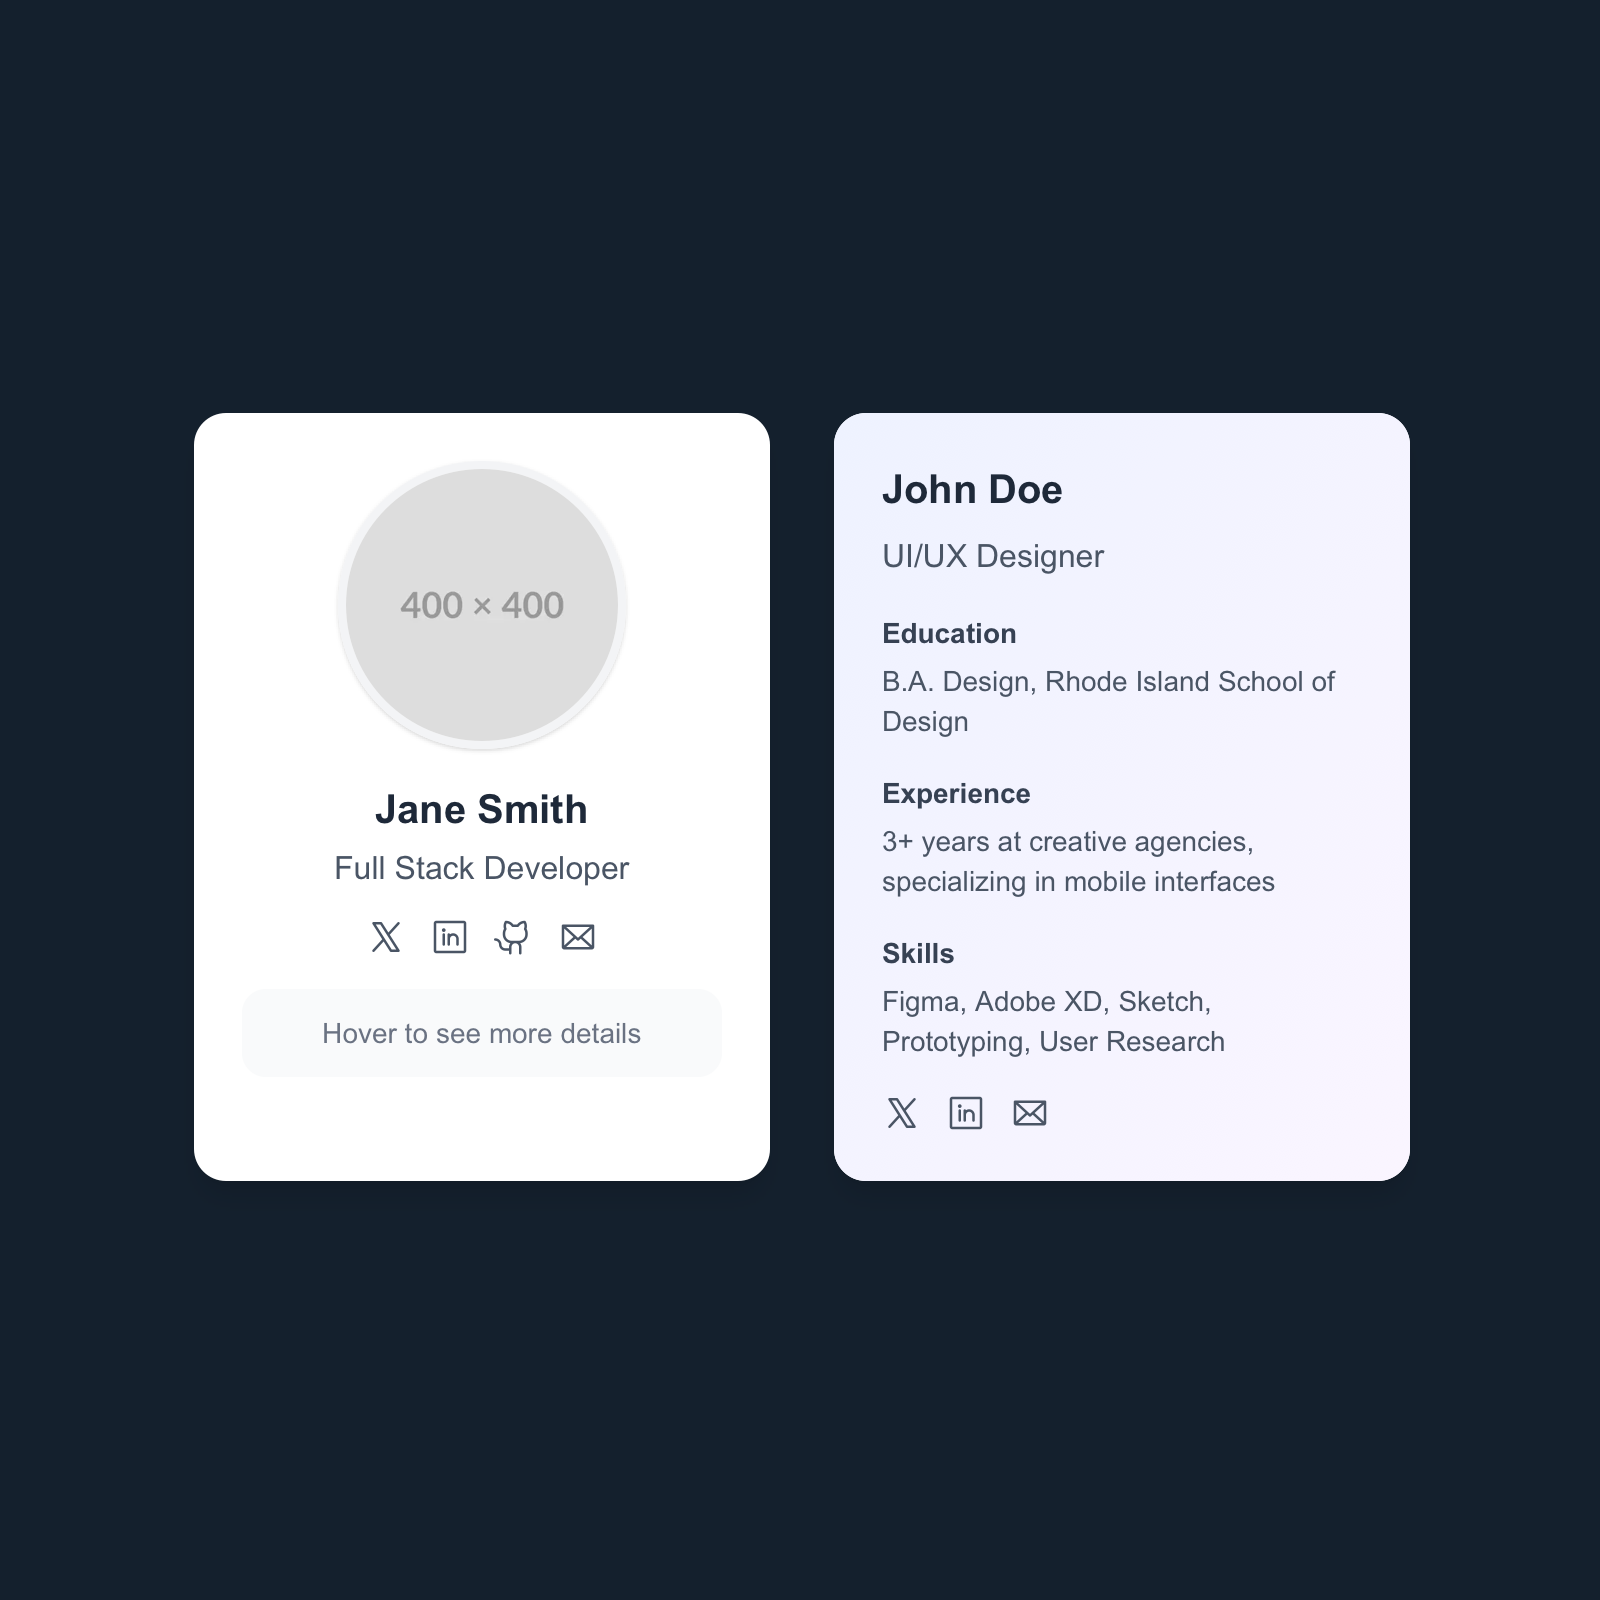 400 × 400
Jane Smith
Full Stack Developer
in
Hover to see more details
John Doe
UI/UX Designer
Education
B.A. Design, Rhode Island School of
Design
Experience
3+ years at creative agencies,
specializing in mobile interfaces
Skills
Figma, Adobe XD, Sketch,
Prototyping, User Research
in